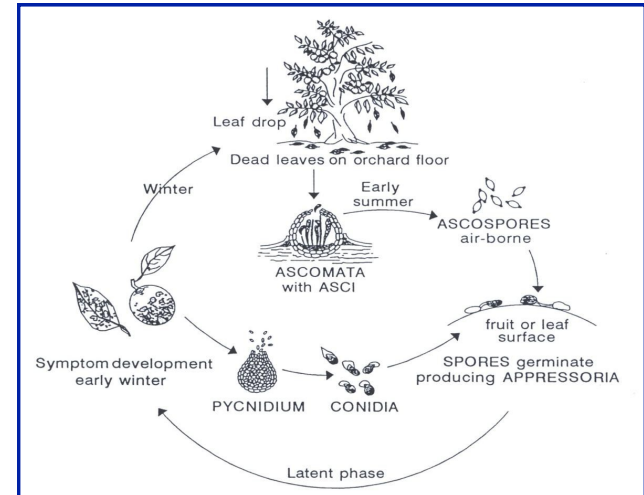 Leaf drop
Dead leaves on orchard floor
Winter
Early
summer
ASCOSPORES
air-borne
ASCOMATA
with ASCI
fruit or leaf
surface
Symptom development
early winter
SPORES germinate
producing APPRESSORIA
PYCNIDIUM
CONIDIA
Latent phase